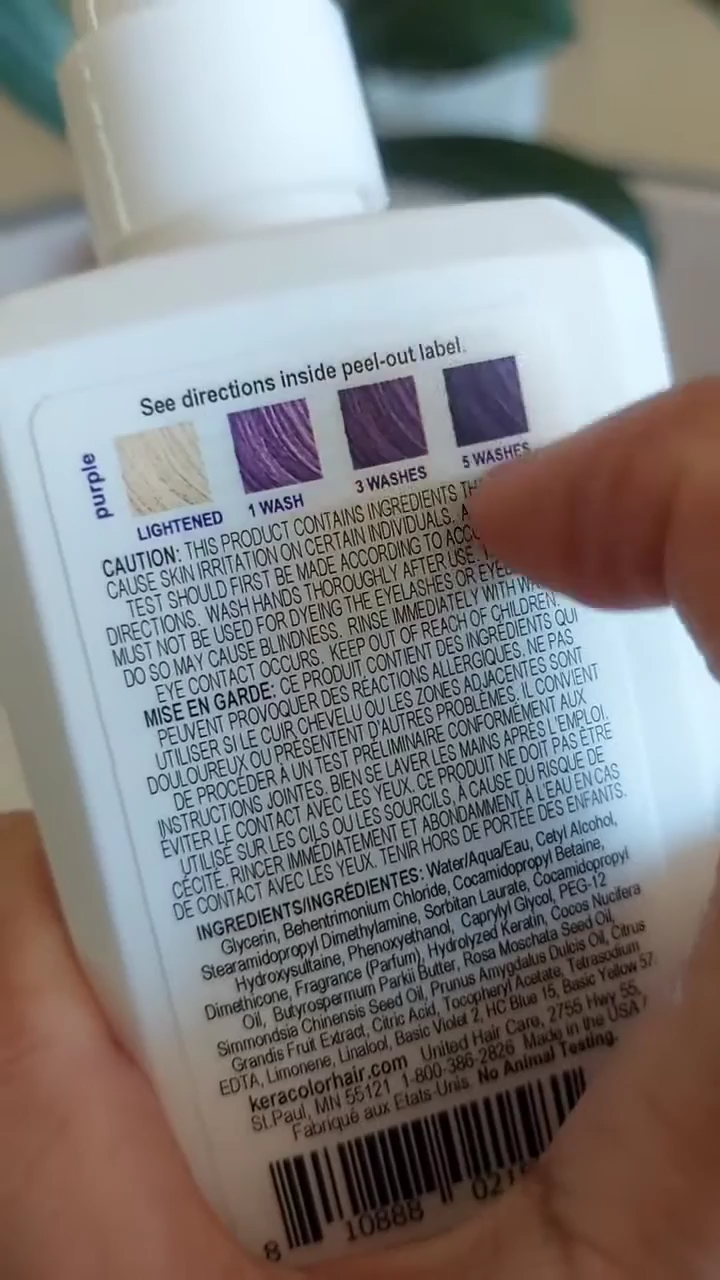 See directions inside peel-out label.
purple
LIGHTENED
1 WASH
3 WASHES
5 WASHES
CAUTION: THIS PRODUCT CONTAINS INGREDIENTS
CAUSE SKIN IRRITATION ON CERTAIN INDIVIDUALS. A
TEST SHOULD FIRST BE MADE ACCORDING TO
DIRECTIONS. WASH HANDS THOROUGHLY AFTER USE.
MUST NOT BE USED FOR DYEING THE EYELASHES OR
DO SO MAY CAUSE BLINDNESS. RINSE IMMEDIATELY WITH
EYE CONTACT OCCURS. KEEP OUT OF REACH OF CHILDREN.
MISE EN GARDE: CE PRODUIT CONTIENT DES INGRÉDIENTS QUI
PEUVENT PROVOQUER DES RÉACTIONS ALLERGIQUES. NE PAS
UTILISER SI LE CUIR CHEVELU OU LES ZONES ADJACENTES SONT
DOULOUREUX OU PRÉSENTENT D'AUTRES PROBLÈMES. IL CONVIENT
DE PROCÉDER À UN TEST PRÉLIMINAIRE CONFORMÉMENT AUX
INSTRUCTIONS JOINTES. BIEN SE LAVER LES MAINS APRÈS L'EMPLOI.
ÉVITER LE CONTACT AVEC LES YEUX. CE PRODUIT NE DOIT PAS ÊTRE
UTILISÉ SUR LES CILS OU LES SOURCILS, À CAUSE DU RISQUE DE
CÉCITÉ. RINCER IMMÉDIATEMENT ET ABONDAMMENT À L'EAU EN CAS
DE CONTACT AVEC LES YEUX. TENIR HORS DE PORTÉE DES ENFANTS.
INGREDIENTS/INGRÉDIENTES: Water/Aqua/Eau, Cetyl Alcohol,
Glycerin, Behentrimonium Chloride, Cocamidopropyl Betaine,
Stearamidopropyl Dimethylamine, Sorbitan Laurate, Cocamidopropyl
Hydroxysultaine, Phenoxyethanol, Caprylyl Glycol, PEG-12
Dimethicone, Fragrance (Parfum), Hydrolyzed Keratin, Cocos Nucifera
Oil, Butyrospermum Parkii Butter, Rosa Moschata Seed Oil,
Simmondsia Chinensis Seed Oil, Prunus Amygdalus Dulcis Oil, Citrus
Grandis Fruit Extract, Citric Acid, Tocopheryl Acetate, Tetrasodium
EDTA, Limonene, Linalool, Basic Violet 2, HC Blue 15, Basic Yellow 57.
keracolorhair.com United Hair Care, 2755 Hwy 55,
St.Paul, MN 55121 1-800-386-2826 Made in the USA /
Fabriqué aux Etats-Unis. No Animal Testing.
8 10888 021